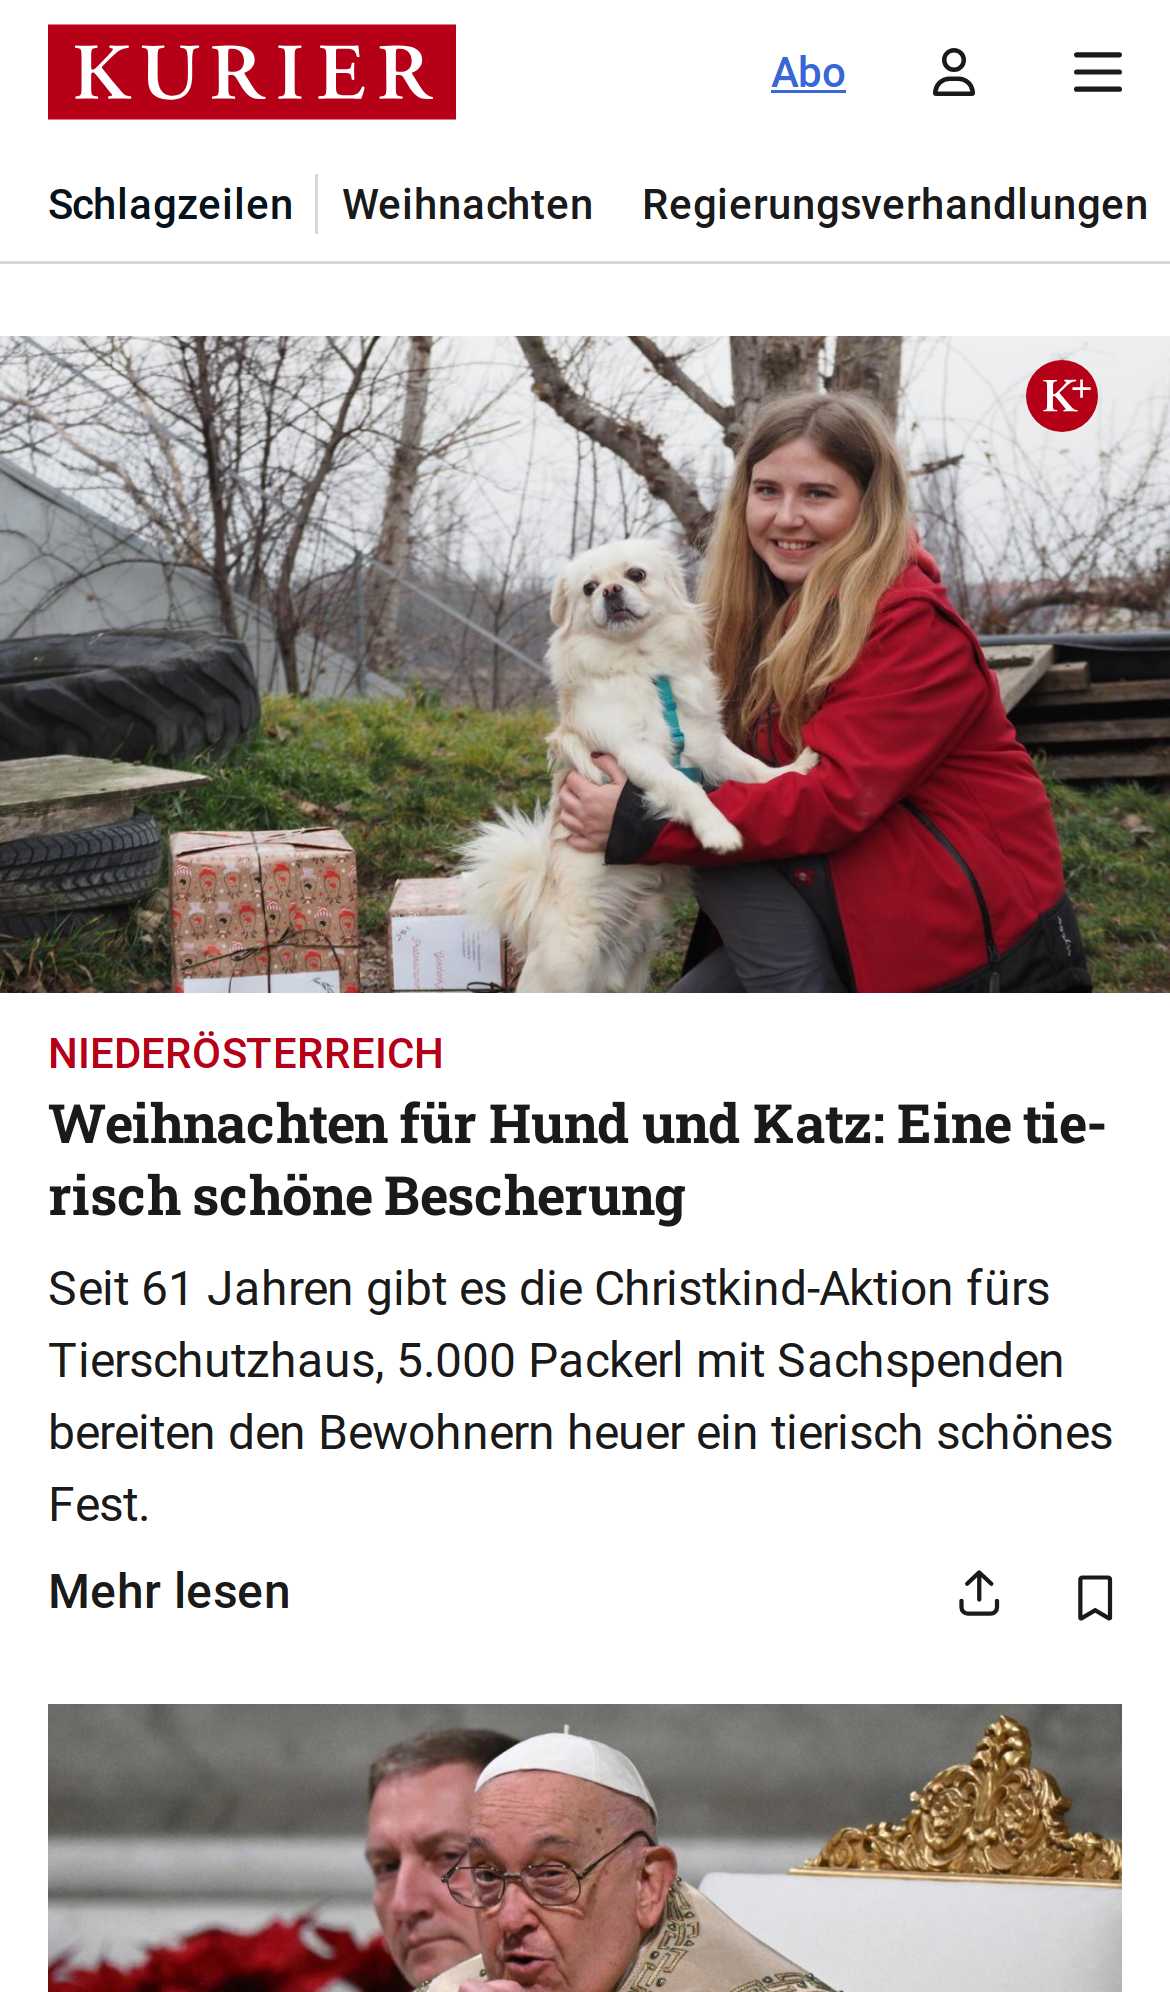 KURIER
Abo
Schlagzeilen
Weihnachten
Regierungsverhandlungen
K+
NIEDERÖSTERREICH
Weihnachten für Hund und Katz: Eine tie-
risch schöne Bescherung
Seit 61 Jahren gibt es die Christkind-Aktion fürs
Tierschutzhaus, 5.000 Packerl mit Sachspenden
bereiten den Bewohnern heuer ein tierisch schönes
Fest.
Mehr lesen